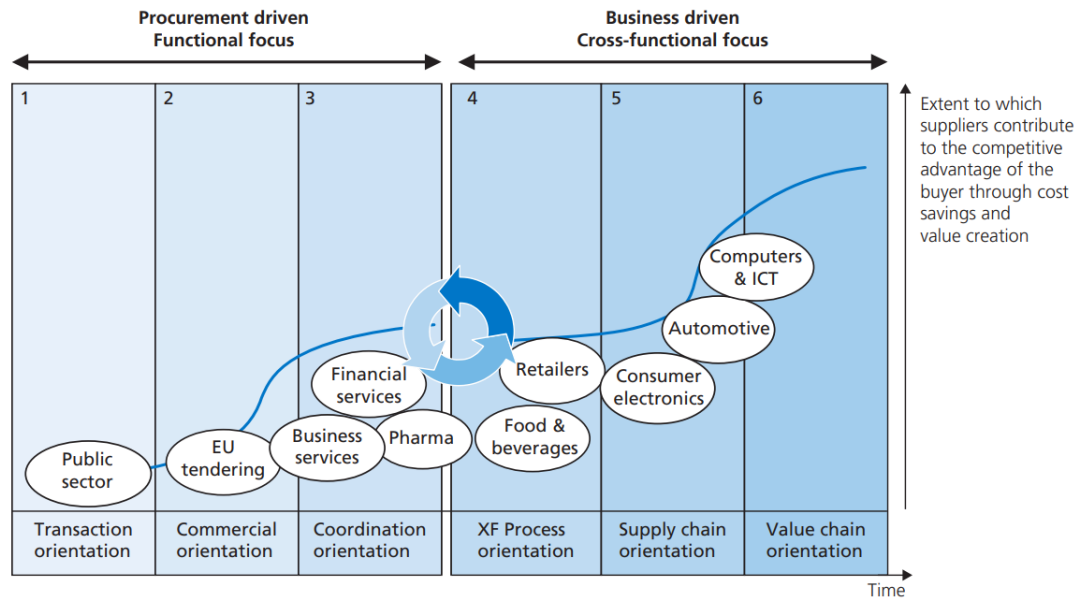 Procurement driven
Functional focus
Business driven
Cross-functional focus
1
2
3
4
5
6
Extent to which
suppliers contribute
to the competitive
advantage of the
buyer through cost
savings and
value creation
Computers
& ICT
Automotive
Retailers
Consumer
electronics
Financial
services
Food &
beverages
Pharma
Business
services
EU
tendering
Public
sector
Transaction
orientation
Commercial
orientation
Coordination
orientation
XF Process
orientation
Supply chain
orientation
Value chain
orientation
Time